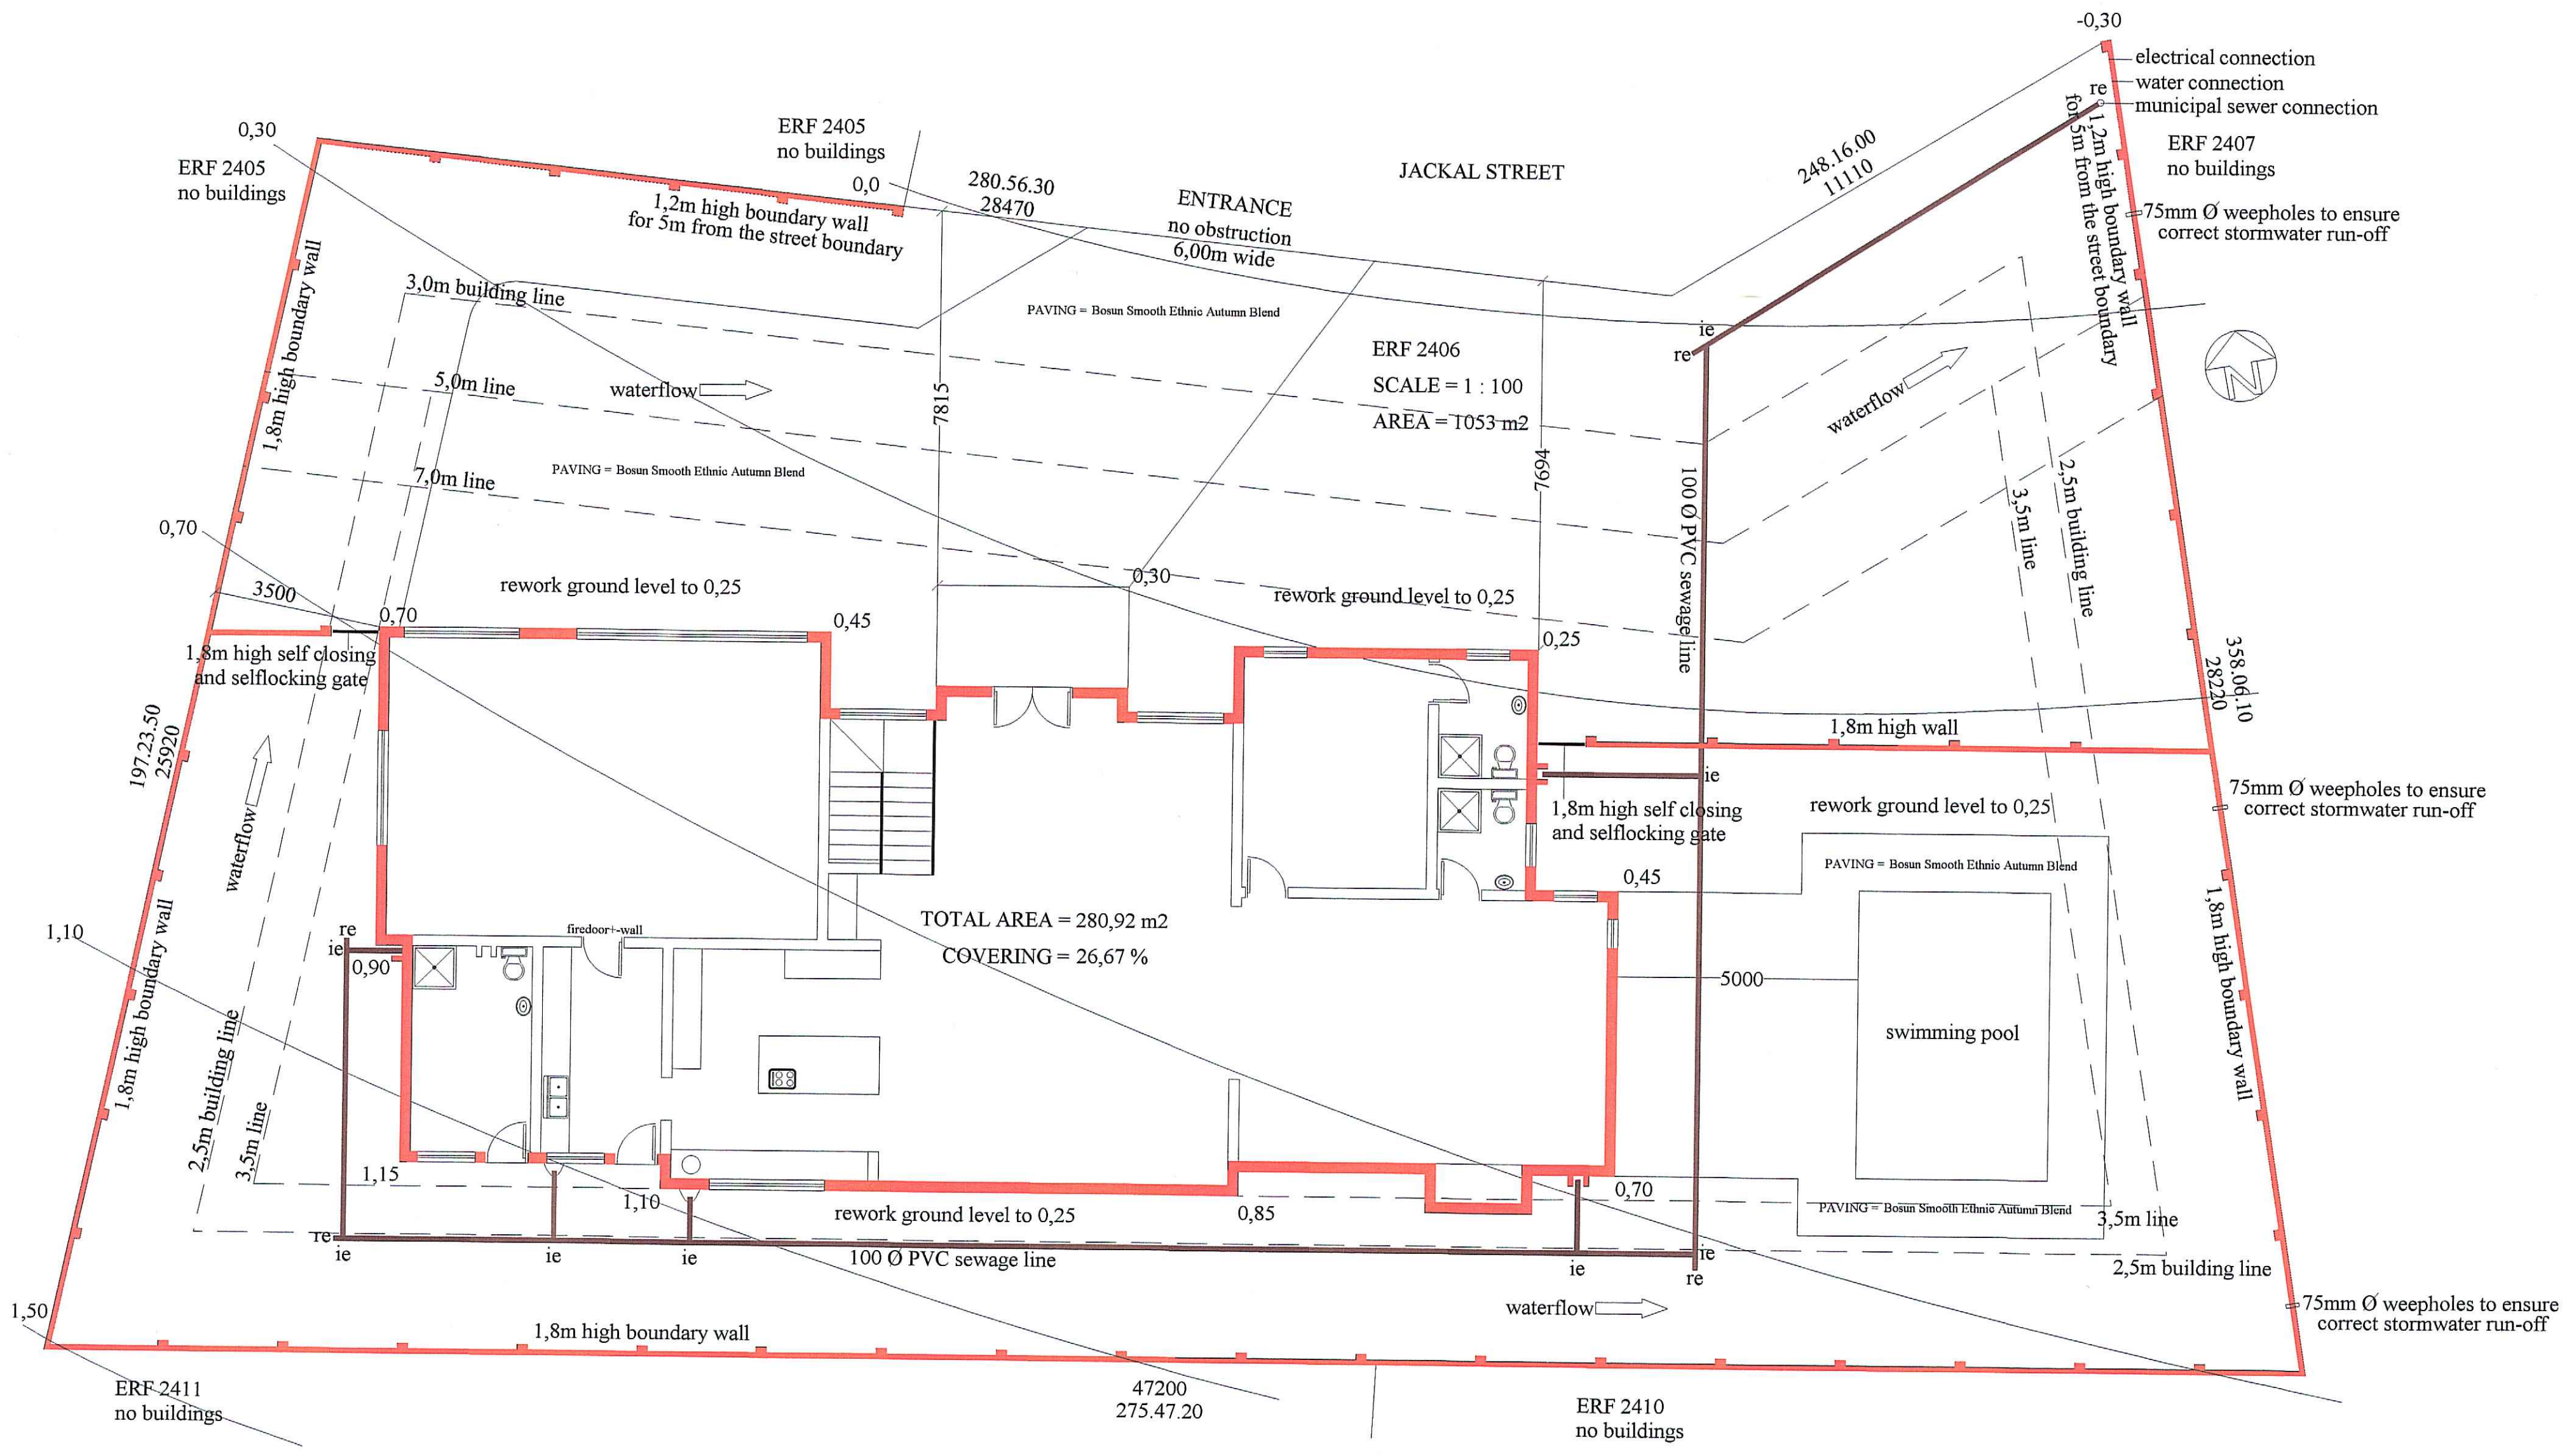 -0,30
electrical connection
water connection
re
municipal sewer connection
ERF 2405
no buildings
0,30
ERF 2405
no buildings
ERF 2407
no buildings
JACKAL STREET
248.16.00
11110
0,0
280.56.30
28470
ENTRANCE
no obstruction
6,00m wide
1,2m high boundary wall
for 5m from the street boundary
1,2m high boundary wall
for 5m from the street boundary
75mm Ø weepholes to ensure
correct stormwater run-off
1,8m high boundary wall
3,0m building line
PAVING = Bosun Smooth Ethnic Autumn Blend
ie
re
ERF 2406
SCALE = 1 : 100
AREA = 1053 m2
N
5,0m line
waterflow
7815
waterflow
7,0m line
PAVING = Bosun Smooth Ethnic Autumn Blend
7694
100 Ø PVC sewage line
3,5m line
2,5m building line
0,70
3500
rework ground level to 0,25
0,30
rework ground level to 0,25
0,70
0,45
0,25
1,8m high self closing
and selflocking gate
358.06.10
28220
197.23.50
25920
1,8m high wall
ie
75mm Ø weepholes to ensure
correct stormwater run-off
1,8m high self closing
and selflocking gate
rework ground level to 0,25
waterflow
PAVING = Bosun Smooth Ethnic Autumn Blend
0,45
1,8m high boundary wall
1,8m high boundary wall
TOTAL AREA = 280,92 m2
COVERING = 26,67 %
firedoor+-wall
1,10
re
ie
0,90
5000
swimming pool
2,5m building line
3,5m line
1,15
1,10
rework ground level to 0,25
0,85
0,70
PAVING = Bosun Smooth Ethnic Autumn Blend
3,5m line
re
ie
ie
ie
100 Ø PVC sewage line
ie
ie
re
2,5m building line
1,50
waterflow
75mm Ø weepholes to ensure
correct stormwater run-off
1,8m high boundary wall
ERF 2411
no buildings
47200
275.47.20
ERF 2410
no buildings